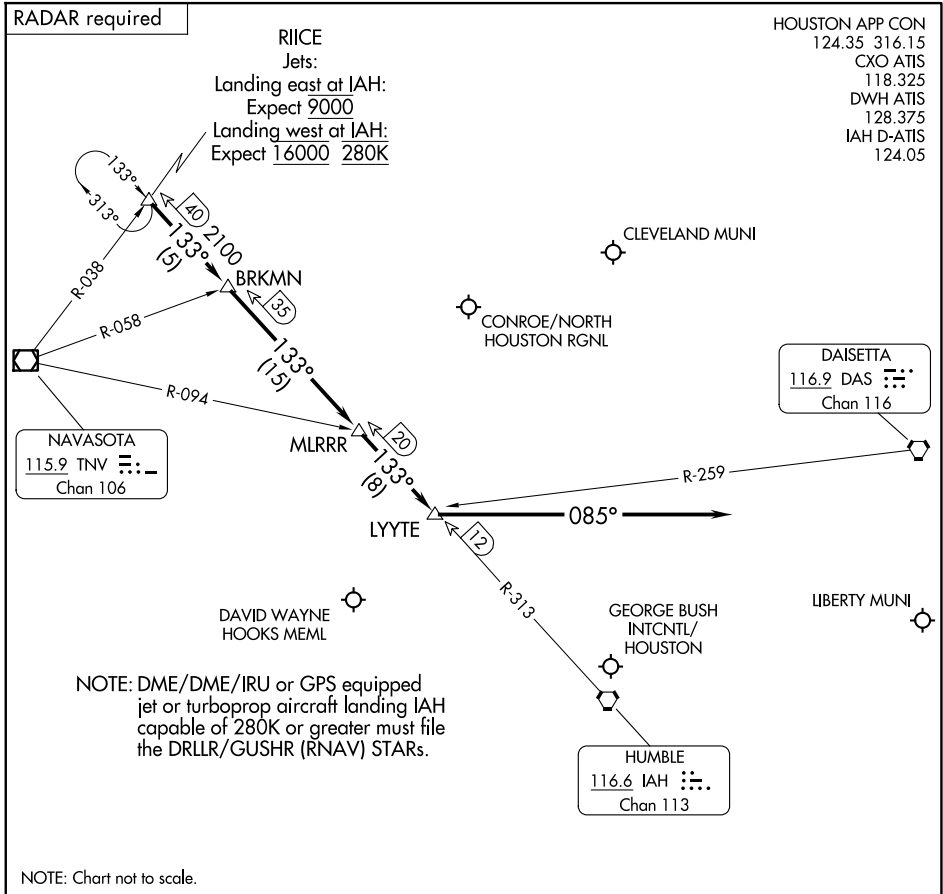 RADAR required
HOUSTON APP CON
124.35 316.15
CXO ATIS
118.325
DWH ATIS
128.375
IAH D-ATIS
124.05
RIICE
Jets:
Landing east at IAH:
Expect 9000
Landing west at IAH:
Expect 16000 280K
133°
313°
40
2100
133°
(5)
R-038
BRKMN
35
R-058
133°
(15)
R-094
CLEVELAND MUNI
CONROE/NORTH
HOUSTON RGNL
DAISETTA
116.9 DAS
Chan 116
NAVASOTA
115.9 TNV
Chan 106
MLRRR
20
133°
(8)
R-259
LYYTE
085°
12
R-313
DAVID WAYNE
HOOKS MEML
GEORGE BUSH
INTCNTL/
HOUSTON
LIBERTY MUNI
NOTE: DME/DME/IRU or GPS equipped
jet or turboprop aircraft landing IAH
capable of 280K or greater must file
the DRLLR/GUSHR (RNAV) STARs.
HUMBLE
116.6 IAH
Chan 113
NOTE: Chart not to scale.